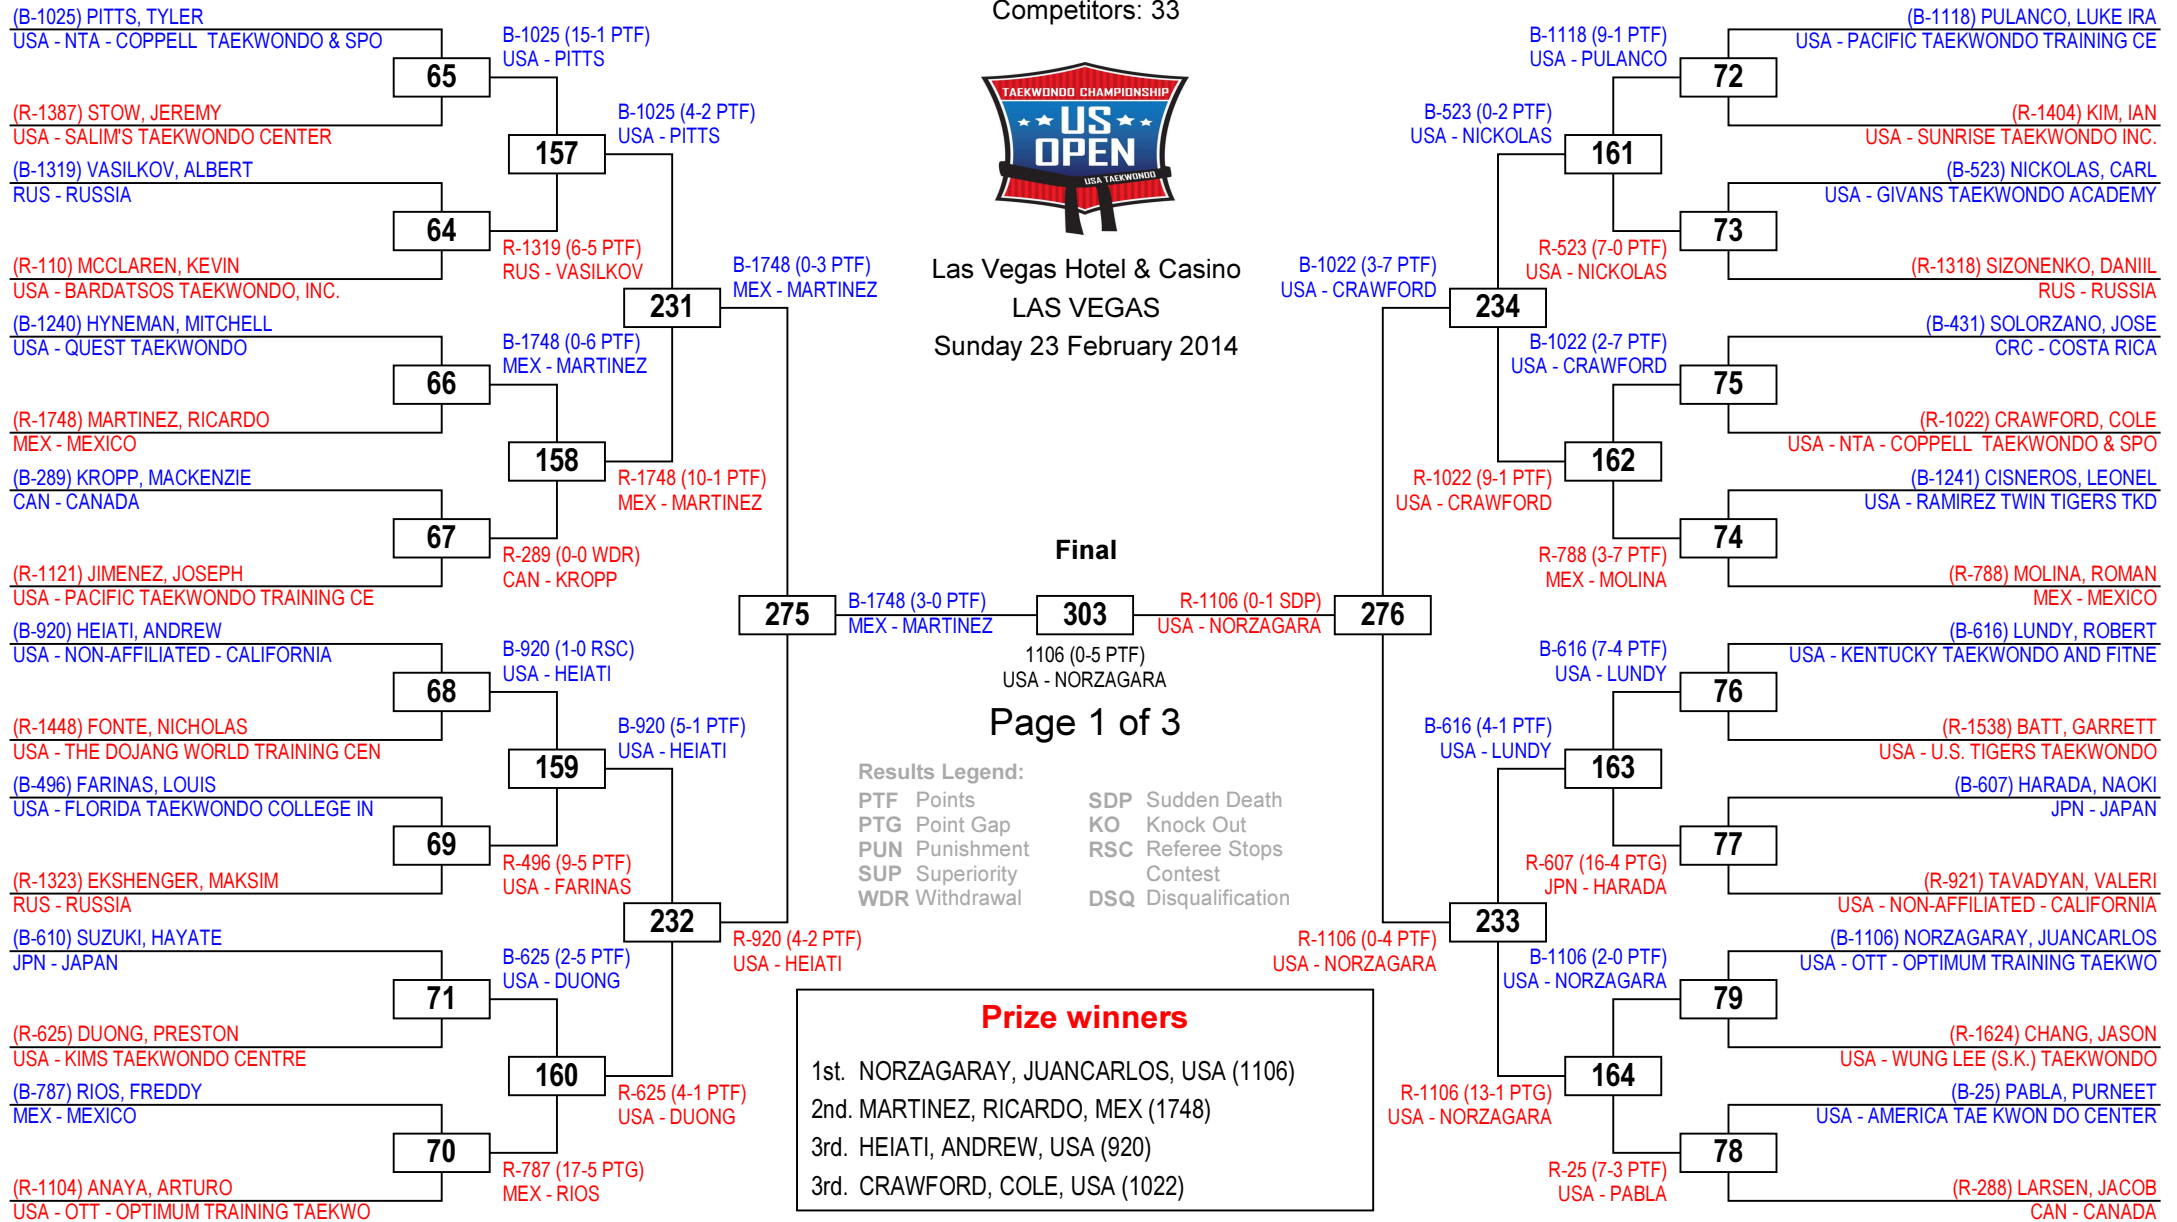 Competitors: 33
TAEKWONDO CHAMPIONSHIP
US
OPEN
USA TAEKWONDO
Las Vegas Hotel & Casino
LAS VEGAS
Sunday 23 February 2014
(B-1025) PITTS, TYLER
USA - NTA - COPPELL TAEKWONDO & SPO
65
(R-1387) STOW, JEREMY
USA - SALIM'S TAEKWONDO CENTER
(B-1319) VASILKOV, ALBERT
RUS - RUSSIA
64
(R-110) MCCLAREN, KEVIN
USA - BARDATSOS TAEKWONDO, INC.
(B-1240) HYNEMAN, MITCHELL
USA - QUEST TAEKWONDO
66
(R-1748) MARTINEZ, RICARDO
MEX - MEXICO
(B-289) KROPP, MACKENZIE
CAN - CANADA
67
(R-1121) JIMENEZ, JOSEPH
USA - PACIFIC TAEKWONDO TRAINING CE
(B-920) HEIATI, ANDREW
USA - NON-AFFILIATED - CALIFORNIA
68
(R-1448) FONTE, NICHOLAS
USA - THE DOJANG WORLD TRAINING CEN
(B-496) FARINAS, LOUIS
USA - FLORIDA TAEKWONDO COLLEGE IN
69
(R-1323) EKSHENGER, MAKSIM
RUS - RUSSIA
(B-610) SUZUKI, HAYATE
JPN - JAPAN
71
(R-625) DUONG, PRESTON
USA - KIMS TAEKWONDO CENTRE
(B-787) RIOS, FREDDY
MEX - MEXICO
70
(R-1104) ANAYA, ARTURO
USA - OTT - OPTIMUM TRAINING TAEKWO
B-1025 (15-1 PTF)
USA - PITTS
157
R-1319 (6-5 PTF)
RUS - VASILKOV
B-1748 (0-6 PTF)
MEX - MARTINEZ
158
R-289 (0-0 WDR)
CAN - KROPP
B-920 (1-0 RSC)
USA - HEIATI
159
R-496 (9-5 PTF)
USA - FARINAS
B-625 (2-5 PTF)
USA - DUONG
160
R-787 (17-5 PTG)
MEX - RIOS
B-1025 (4-2 PTF)
USA - PITTS
231
R-1748 (10-1 PTF)
MEX - MARTINEZ
B-920 (5-1 PTF)
USA - HEIATI
232
R-625 (4-1 PTF)
USA - DUONG
B-1748 (0-3 PTF)
MEX - MARTINEZ
275
R-920 (4-2 PTF)
USA - HEIATI
Final
B-1748 (3-0 PTF)
MEX - MARTINEZ
303
R-1106 (0-1 SDP)
USA - NORZAGARA
1106 (0-5 PTF)
USA - NORZAGARA
Page 1 of 3
Results Legend:
PTF Points SDP Sudden Death
PTG Point Gap KO Knock Out
PUN Punishment RSC Referee Stops
SUP Superiority Contest
WDR Withdrawal DSQ Disqualification
Prize winners
1st. NORZAGARAY, JUANCARLOS, USA (1106)
2nd. MARTINEZ, RICARDO, MEX (1748)
3rd. HEIATI, ANDREW, USA (920)
3rd. CRAWFORD, COLE, USA (1022)
B-1022 (3-7 PTF)
USA - CRAWFORD
276
R-1106 (0-4 PTF)
USA - NORZAGARA
B-523 (0-2 PTF)
USA - NICKOLAS
234
R-1022 (9-1 PTF)
USA - CRAWFORD
B-616 (4-1 PTF)
USA - LUNDY
233
R-1106 (13-1 PTG)
USA - NORZAGARA
B-1118 (9-1 PTF)
USA - PULANCO
161
R-523 (7-0 PTF)
USA - NICKOLAS
B-1022 (2-7 PTF)
USA - CRAWFORD
162
R-788 (3-7 PTF)
MEX - MOLINA
B-616 (7-4 PTF)
USA - LUNDY
163
R-607 (16-4 PTG)
JPN - HARADA
B-1106 (2-0 PTF)
USA - NORZAGARA
164
R-25 (7-3 PTF)
USA - PABLA
(B-1118) PULANCO, LUKE IRA
USA - PACIFIC TAEKWONDO TRAINING CE
72
(R-1404) KIM, IAN
USA - SUNRISE TAEKWONDO INC.
(B-523) NICKOLAS, CARL
USA - GIVANS TAEKWONDO ACADEMY
73
(R-1318) SIZONENKO, DANIIL
RUS - RUSSIA
(B-431) SOLORZANO, JOSE
CRC - COSTA RICA
75
(R-1022) CRAWFORD, COLE
USA - NTA - COPPELL TAEKWONDO & SPO
(B-1241) CISNEROS, LEONEL
USA - RAMIREZ TWIN TIGERS TKD
74
(R-788) MOLINA, ROMAN
MEX - MEXICO
(B-616) LUNDY, ROBERT
USA - KENTUCKY TAEKWONDO AND FITNE
76
(R-1538) BATT, GARRETT
USA - U.S. TIGERS TAEKWONDO
(B-607) HARADA, NAOKI
JPN - JAPAN
77
(R-921) TAVADYAN, VALERI
USA - NON-AFFILIATED - CALIFORNIA
(B-1106) NORZAGARAY, JUANCARLOS
USA - OTT - OPTIMUM TRAINING TAEKWO
79
(R-1624) CHANG, JASON
USA - WUNG LEE (S.K.) TAEKWONDO
(B-25) PABLA, PURNEET
USA - AMERICA TAE KWON DO CENTER
78
(R-288) LARSEN, JACOB
CAN - CANADA